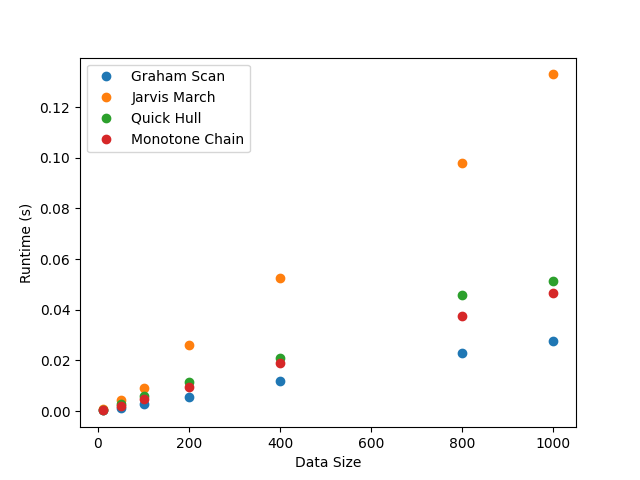 Graham Scan
Jarvis March
Quick Hull
Monotone Chain
0.12
0.10
0.08
0.06
0.04
0.02
0.00
Runtime (s)
0 200 400 600 800 1000
Data Size